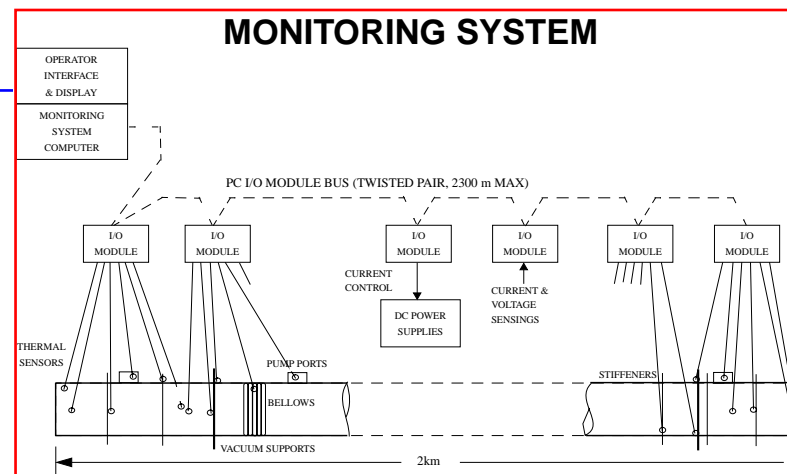 MONITORING SYSTEM
OPERATOR
INTERFACE
& DISPLAY
MONITORING
SYSTEM
COMPUTER
PC I/O MODULE BUS (TWISTED PAIR, 2300 m MAX)
I/O
MODULE
I/O
MODULE
I/O
MODULE
I/O
MODULE
I/O
MODULE
I/O
MODULE
CURRENT
CONTROL
DC POWER
SUPPLIES
CURRENT &
VOLTAGE
SENSINGS
THERMAL
SENSORS
PUMP PORTS
STIFFENERS
BELLOWS
VACUUM SUPPORTS
2km